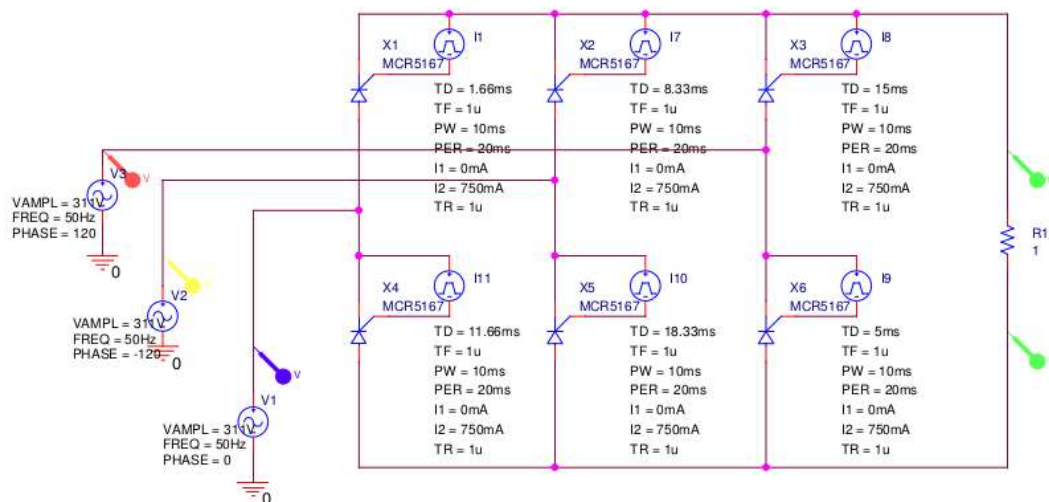 X1
MCR5167
I1
TD = 1.66ms
TF = 1u
PW = 10ms
PER = 20ms
I1 = 0mA
I2 = 750mA
TR = 1u
X2
MCR5167
I7
TD = 8.33ms
TF = 1u
PW = 10ms
PER = 20ms
I1 = 0mA
I2 = 750mA
TR = 1u
X3
MCR5167
I8
TD = 15ms
TF = 1u
PW = 10ms
PER = 20ms
I1 = 0mA
I2 = 750mA
TR = 1u
V3
V
VAMPL = 311V
FREQ = 50Hz
PHASE = 120
0
V2
V
VAMPL = 311V
FREQ = 50Hz
PHASE = -120
0
V1
V
VAMPL = 311V
FREQ = 50Hz
PHASE = 0
0
X4
MCR5167
I11
TD = 11.66ms
TF = 1u
PW = 10ms
PER = 20ms
I1 = 0mA
I2 = 750mA
TR = 1u
X5
MCR5167
I10
TD = 18.33ms
TF = 1u
PW = 10ms
PER = 20ms
I1 = 0mA
I2 = 750mA
TR = 1u
X6
MCR5167
I9
TD = 5ms
TF = 1u
PW = 10ms
PER = 20ms
I1 = 0mA
I2 = 750mA
TR = 1u
R1
1